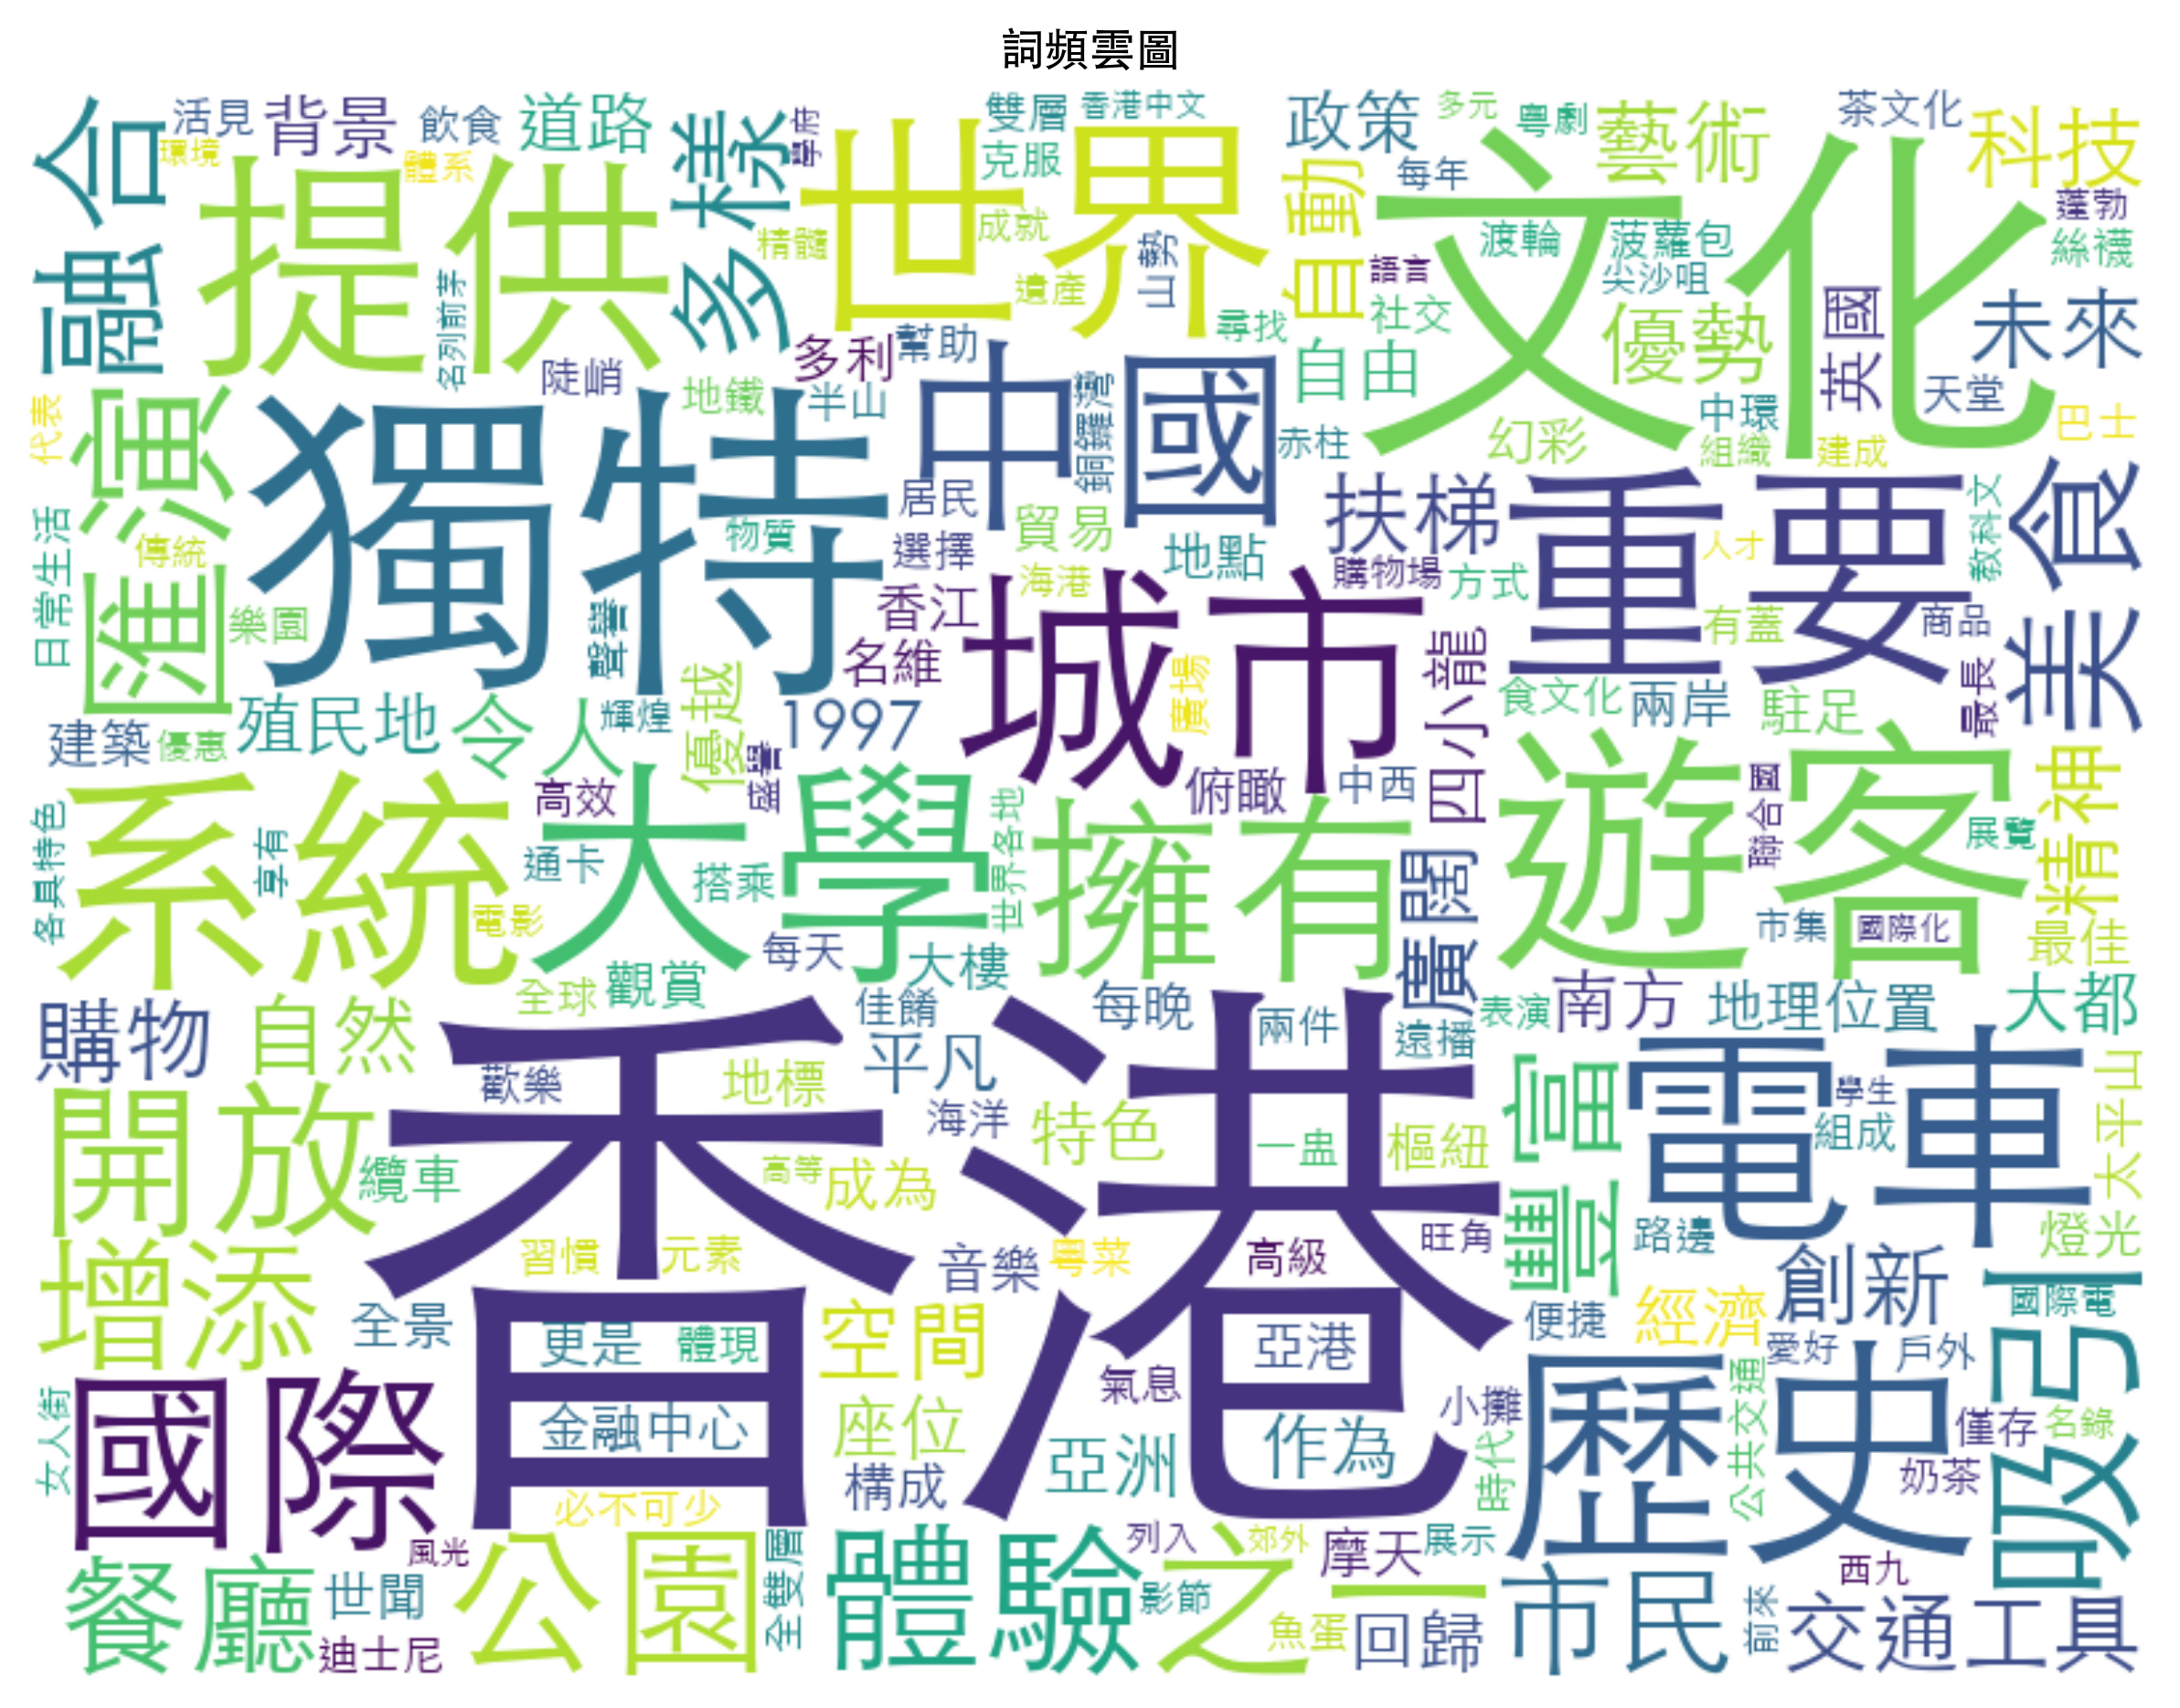 詞頻雲圖
融合
活見
背景
飲食
道路
環境
體系
提供
多樣
學府
雙層
香港中文
克服
世界
精髓
成就
遺產
山勢
尋找
政策
多元
粵劇
藝術
每年
自動
茶文化
科技
蓬勃
絲襪
文化
渡輪
菠蘿包
尖沙咀
語言
社交
優勢
英國
未來
自由
幻彩
中環
組織
建成
天堂
巴士
名列前茅
陡峭
地鐵
多利
幫助
半山
中國
銅鑼灣
赤柱
代表
匯演
獨特
日常生活
傳統
樂園
聲譽
物質
居民
選擇
貿易
海港
地點
香江
名維
城市
廣場
扶梯
購物場
方式
重要
人才
有蓋
商品
教科文
美食
四小龍
食文化
兩岸
駐足
最長
建築
優惠
殖民地
令人
輝煌
優越
盛譽
1997
俯瞰
中西
各具特色
系統
享有
高效
大學
通卡
搭乘
電影
世界各地
擁有
廣闊
遊客
聯合國
展覽
精神
市集
國際化
最佳
每天
大樓
全球
觀賞
佳餚
每晚
兩件
遠播
表演
南方
地理位置
大都
購物
自然
香港
歡樂
地標
平凡
海洋
特色
一盅
樞紐
豐富
電車
學生
組成
太平山
開放
纜車
高等
成為
路邊
燈光
旺角
增添
習慣
元素
音樂
粵菜
高級
創新
國際電
全景
更是
體現
空間
亞港
便捷
經濟
愛好
戶外
吸引
女人街
國際
金融中心
座位
氣息
小攤
作為
亞洲
構成
時代
歷史
公共交通
僅存
名錄
奶茶
必不可少
風光
餐廳
世聞
迪士尼
公園
全雙層
體驗
列入
影節
之一
郊外
魚蛋
摩天
展示
回歸
市民
前來
西九
交通工具